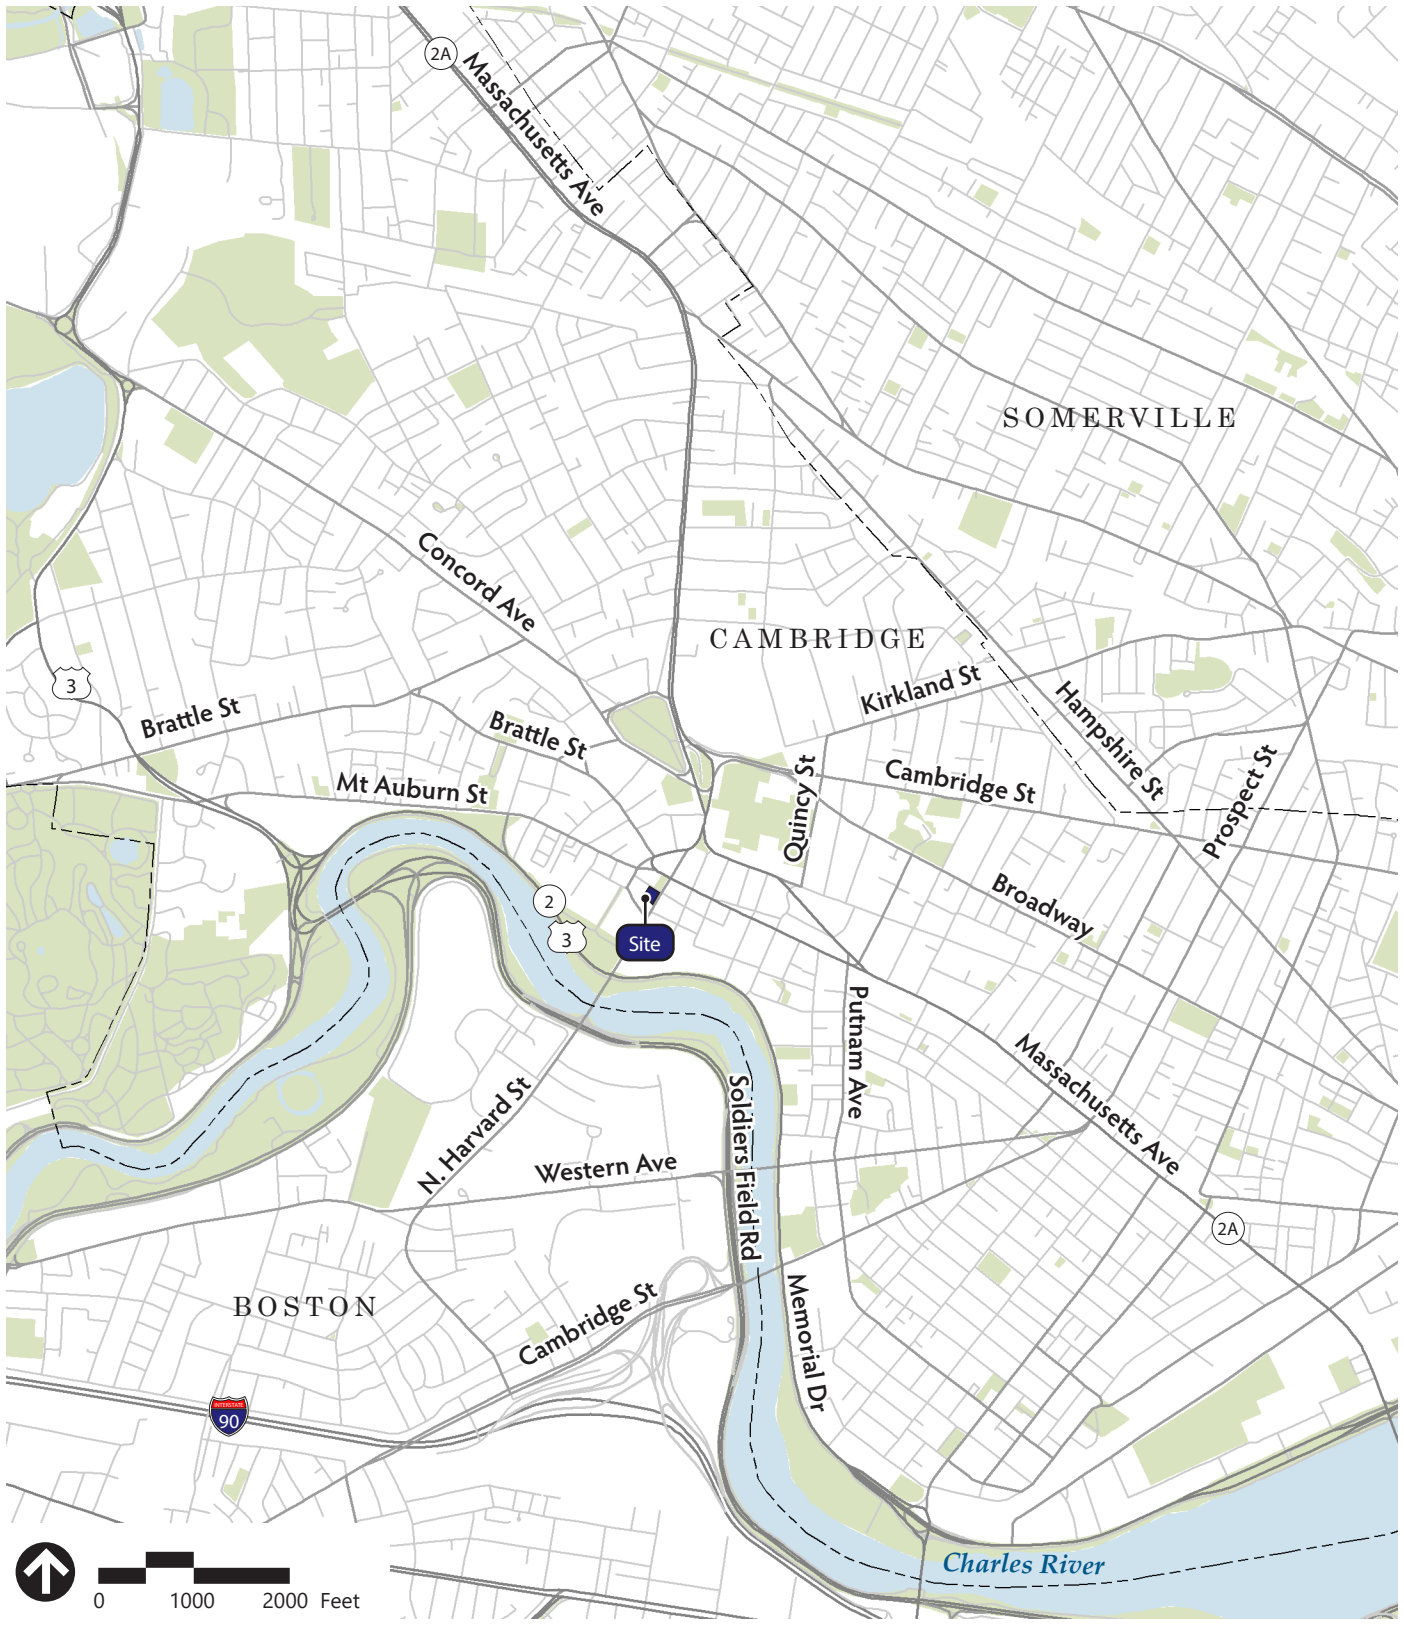 2A
Massachusetts Ave
SOMERVILLE
Concord Ave
CAMBRIDGE
Kirkland St
3
Brattle St
Brattle St
Hampshire St
Mt Auburn St
Quincy St
Cambridge St
Prospect St
Broadway
2
3
Site
Putnam Ave
Massachusetts Ave
N. Harvard St
Soldiers Field Rd
Western Ave
2A
BOSTON
Cambridge St
Memorial Dr
INTERSTATE
90
Charles River
0 1000 2000 Feet